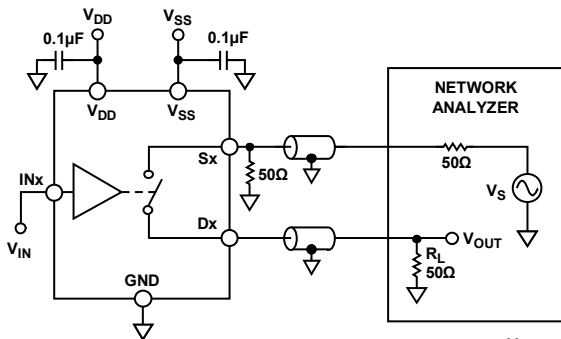 VDD
VSS
0.1µF
0.1µF
VDD
VSS
NETWORK
ANALYZER
Sx
50Ω
50Ω
INx
VS
Dx
VOUT
VIN
RL
50Ω
GND